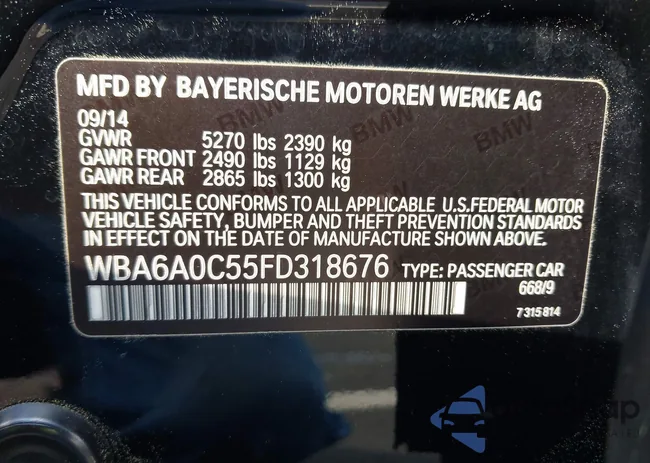 MFD BY BAYERISCHE MOTOREN WERKE AG
09/14
GVWR 5270 lbs 2390 kg
GAWR FRONT 2490 lbs 1129 kg
GAWR REAR 2865 lbs 1300 kg
THIS VEHICLE CONFORMS TO ALL APPLICABLE U.S.FEDERAL MOTOR
VEHICLE SAFETY, BUMPER AND THEFT PREVENTION STANDARDS
IN EFFECT ON THE DATE OF MANUFACTURE SHOWN ABOVE.
WBA6A0C55FD318676 TYPE: PASSENGER CAR
668/9
7 315 814
BMW
BMW